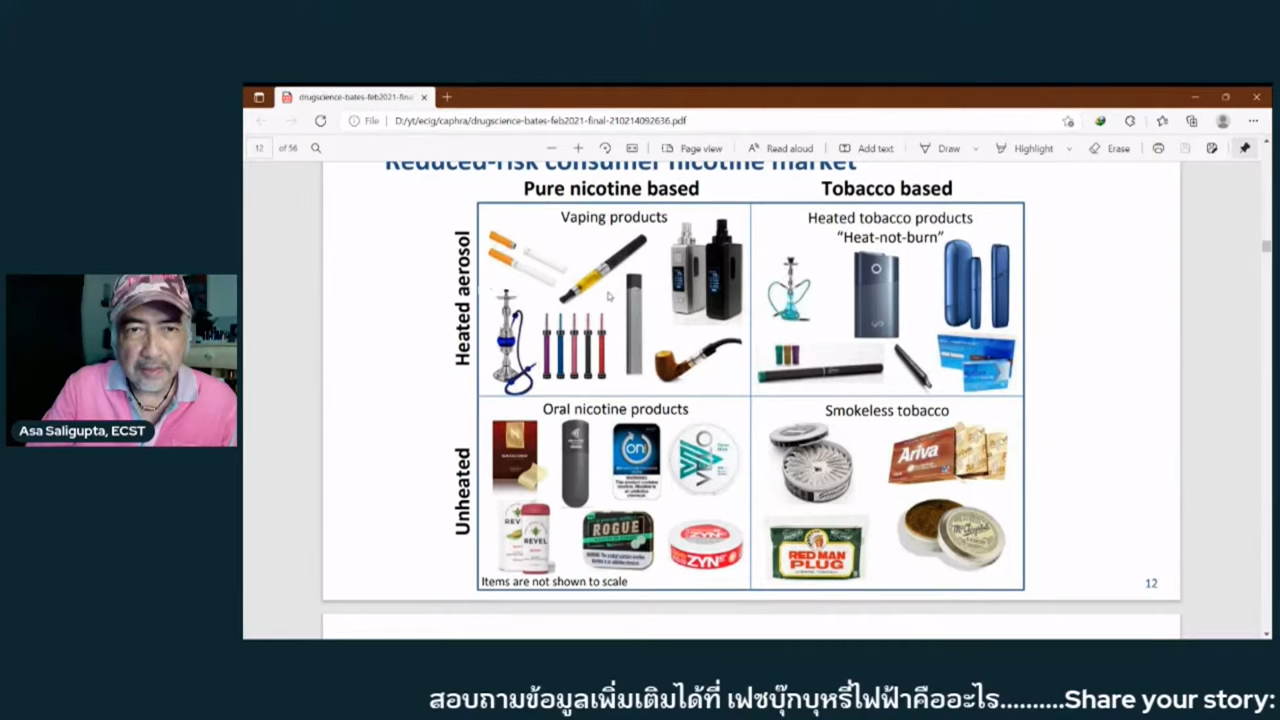 drugscience-bates-feb2021-final
File
D:/yt/ecig/caphra/drugscience-bates-feb2021-final-210214092636.pdf
12 of 56
Page view
Read aloud
Add text
Draw
Highlight
Erase
Reduced-risk consumer nicotine market
Pure nicotine based
Tobacco based
Heated aerosol
Vaping products
Heated tobacco products
“Heat-not-burn”
Unheated
Oral nicotine products
Smokeless tobacco
on!
VELO
Ariva
REVEL
ROGUE
ZYN
RED MAN
PLUG
Items are not shown to scale
12
Asa Saligupta, ECST
สอบถามข้อมูลเพิ่มเติมได้ที่ เฟซบุ๊กบุหรี่ไฟฟ้าคืออะไร..........Share your story: